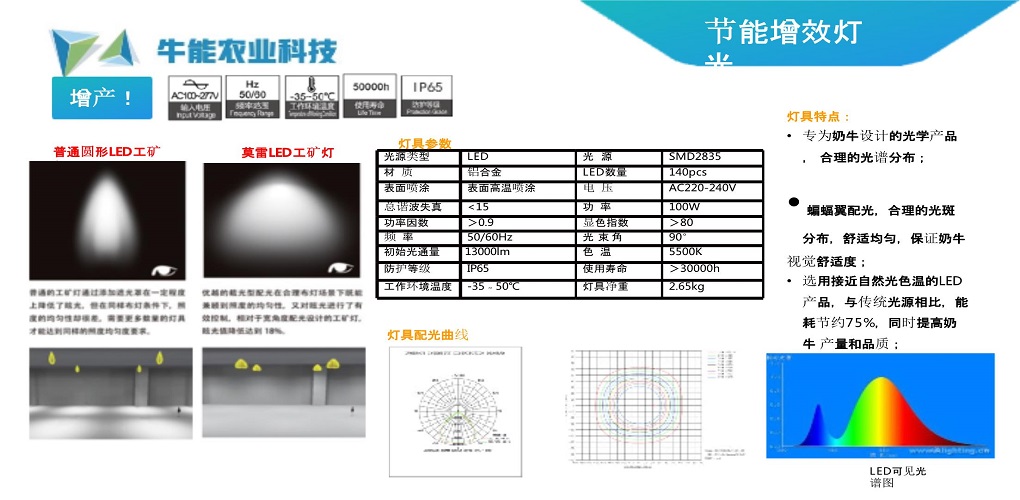 牛能农业科技
节能增效灯
光
增产！
AC100-277V
输入电压
Input Voltage
Hz
50/60
频率范围
Frequency Range
-35~50℃
工作环境温度
50000h
使用寿命
Life Time
IP65
防护等级
灯具特点：
• 专为奶牛设计的光学产品
，合理的光谱分布；
• 蝙蝠翼配光，合理的光斑
分布，舒适均匀，保证奶牛
视觉舒适度；
• 选用接近自然光色温的LED
产品，与传统光源相比，能
耗节约75%，同时提高奶
牛 产量和品质；
普通圆形LED工矿
莫雷LED工矿灯
普通的工矿灯通过添加遮光罩在一定程度
上降低了眩光，但在同样布灯条件下，照
度的均匀性却很差，需要更多数量的灯具
才能达到同样的照度均匀度要求。
优越的眩光型配光在合理布灯场景下既能
兼顾到照度的均匀性，又对眩光进行了有
效控制，相对于宽角度配光设计的工矿灯，
眩光值降低达到 18%。
灯具参数
光源类型 LED 光 源 SMD2835
材 质 铝合金 LED数量 140pcs
表面喷涂 表面高温喷涂 电 压 AC220-240V
总谐波失真 <15 功 率 100W
功率因数 ＞0.9 显色指数 ＞80
频 率 50/60Hz 光 束 角 90°
初始光通量 13000lm 色 温 5500K
防护等级 IP65 使用寿命 ＞30000h
工作环境温度 -35 - 50℃ 灯具净重 2.65kg
灯具配光曲线
LED可见光
谱图